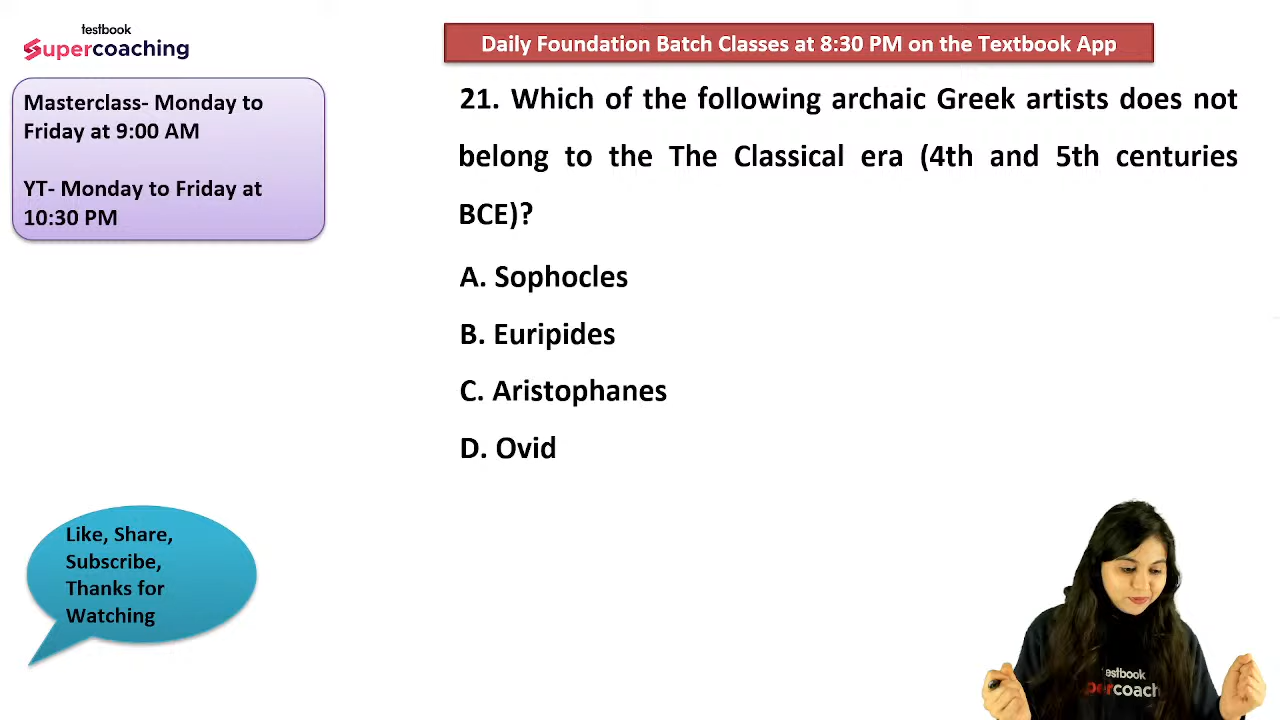 testbook
Supercoaching
Daily Foundation Batch Classes at 8:30 PM on the Textbook App
Masterclass- Monday to
Friday at 9:00 AM
YT- Monday to Friday at
10:30 PM
21. Which of the following archaic Greek artists does not
belong to the The Classical era (4th and 5th centuries
BCE)?
A. Sophocles
B. Euripides
C. Aristophanes
D. Ovid
Like, Share,
Subscribe,
Thanks for
Watching
testbook
percoach